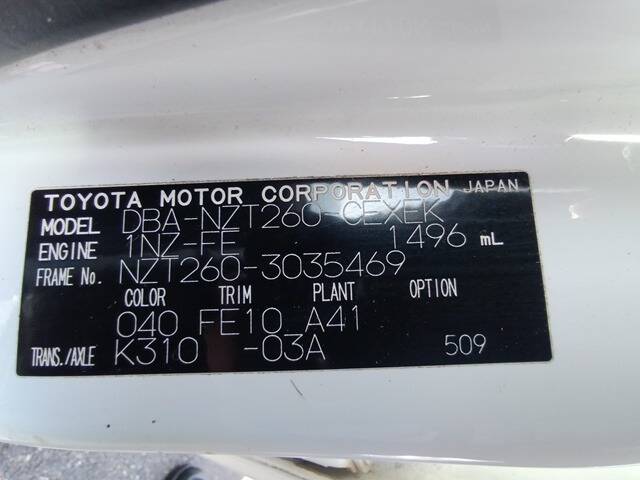 TOYOTA MOTOR CORPORATION JAPAN
MODEL DBA-NZT260-CEXEK
ENGINE 1NZ-FE 1496 mL
FRAME No. NZT260-3035469
COLOR TRIM PLANT OPTION
040 FE10 A41
TRANS./AXLE K310 -03A 509